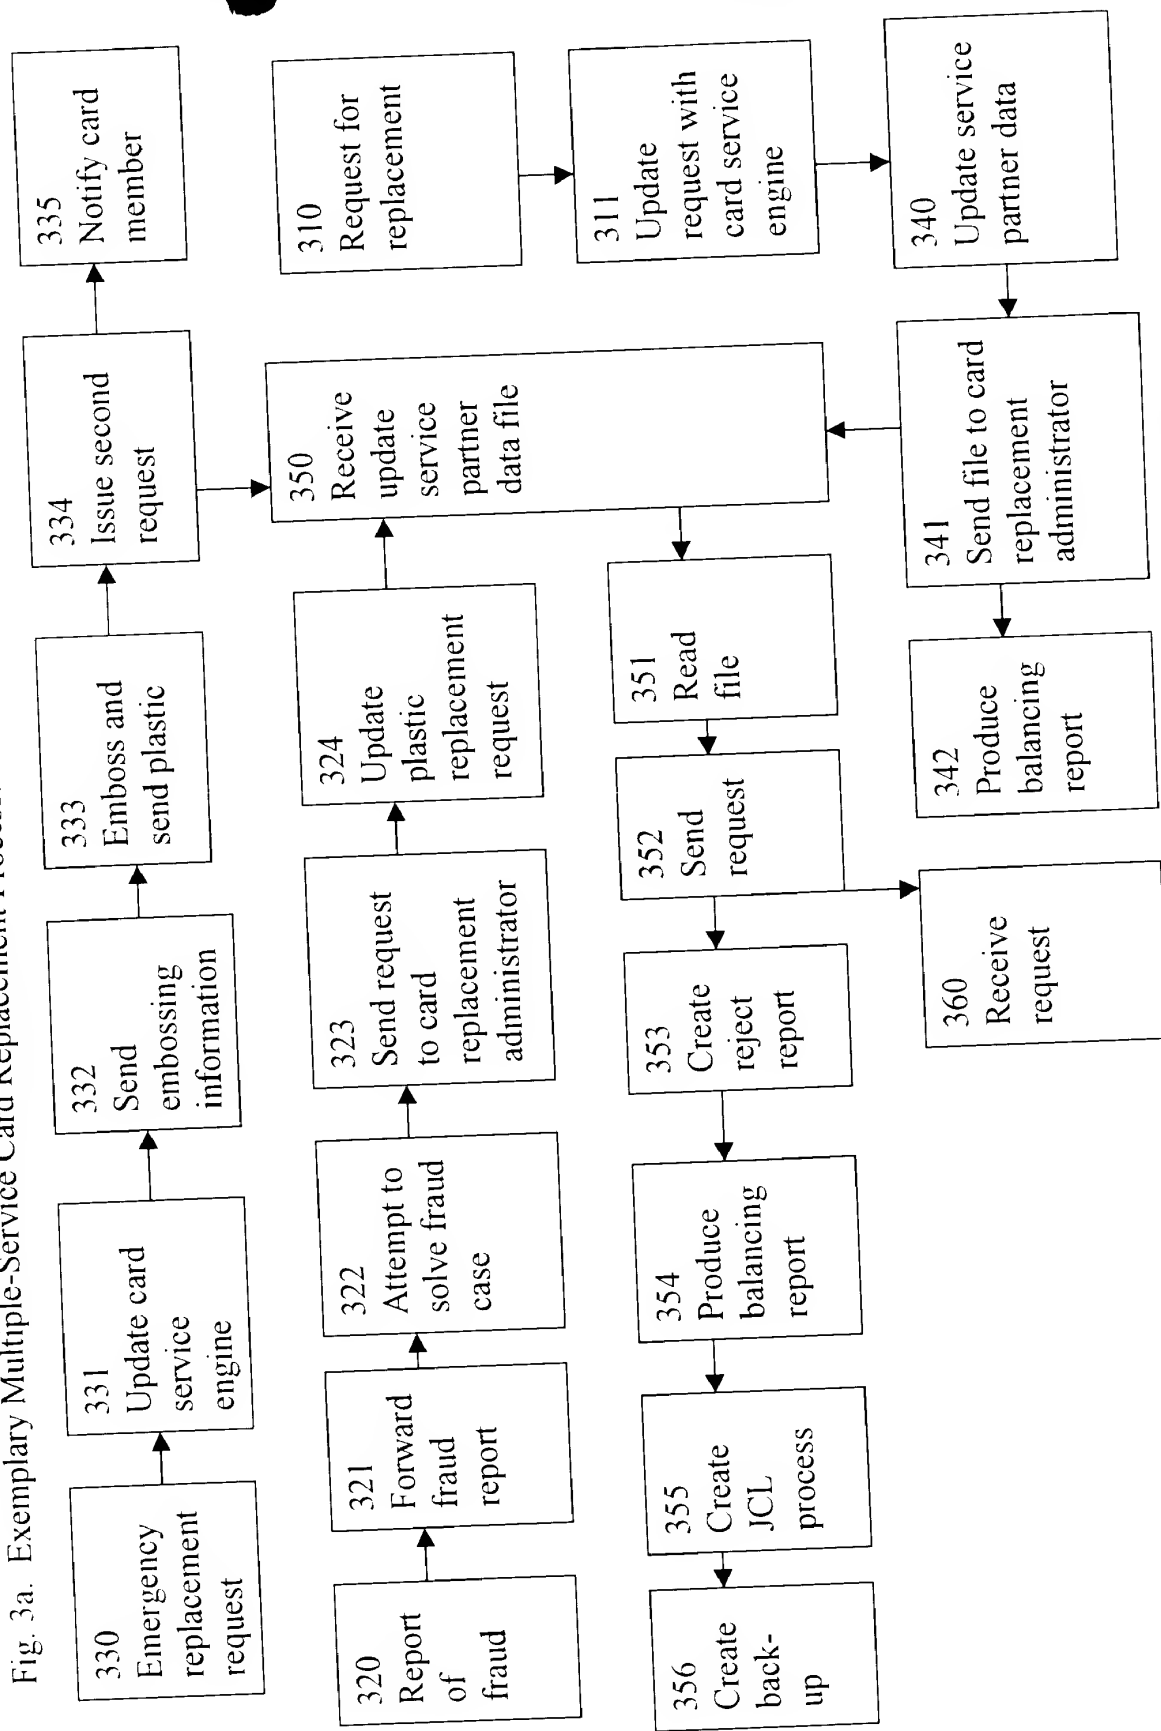 Fig. 3a. Exemplary Multiple-Service Card Replacement
330
Emergency
replacement
request
331
Update card
service
engine
332
Send
embossing
information
333
Emboss and
send plastic
334
Issue second
request
335
Notify card
member
320
Report
of
fraud
321
Forward
fraud
report
322
Attempt to
solve fraud
case
323
Send request
to card
replacement
administrator
324
Update
plastic
replacement
request
350
Receive
update
service
partner
data file
310
Request for
replacement
311
Update
request with
card service
engine
356
Create
back-
up
355
Create
JCL
process
354
Produce
balancing
report
353
Create
reject
report
352
Send
request
351
Read
file
360
Receive
request
342
Produce
balancing
report
341
Send file to card
replacement
administrator
340
Update service
partner data